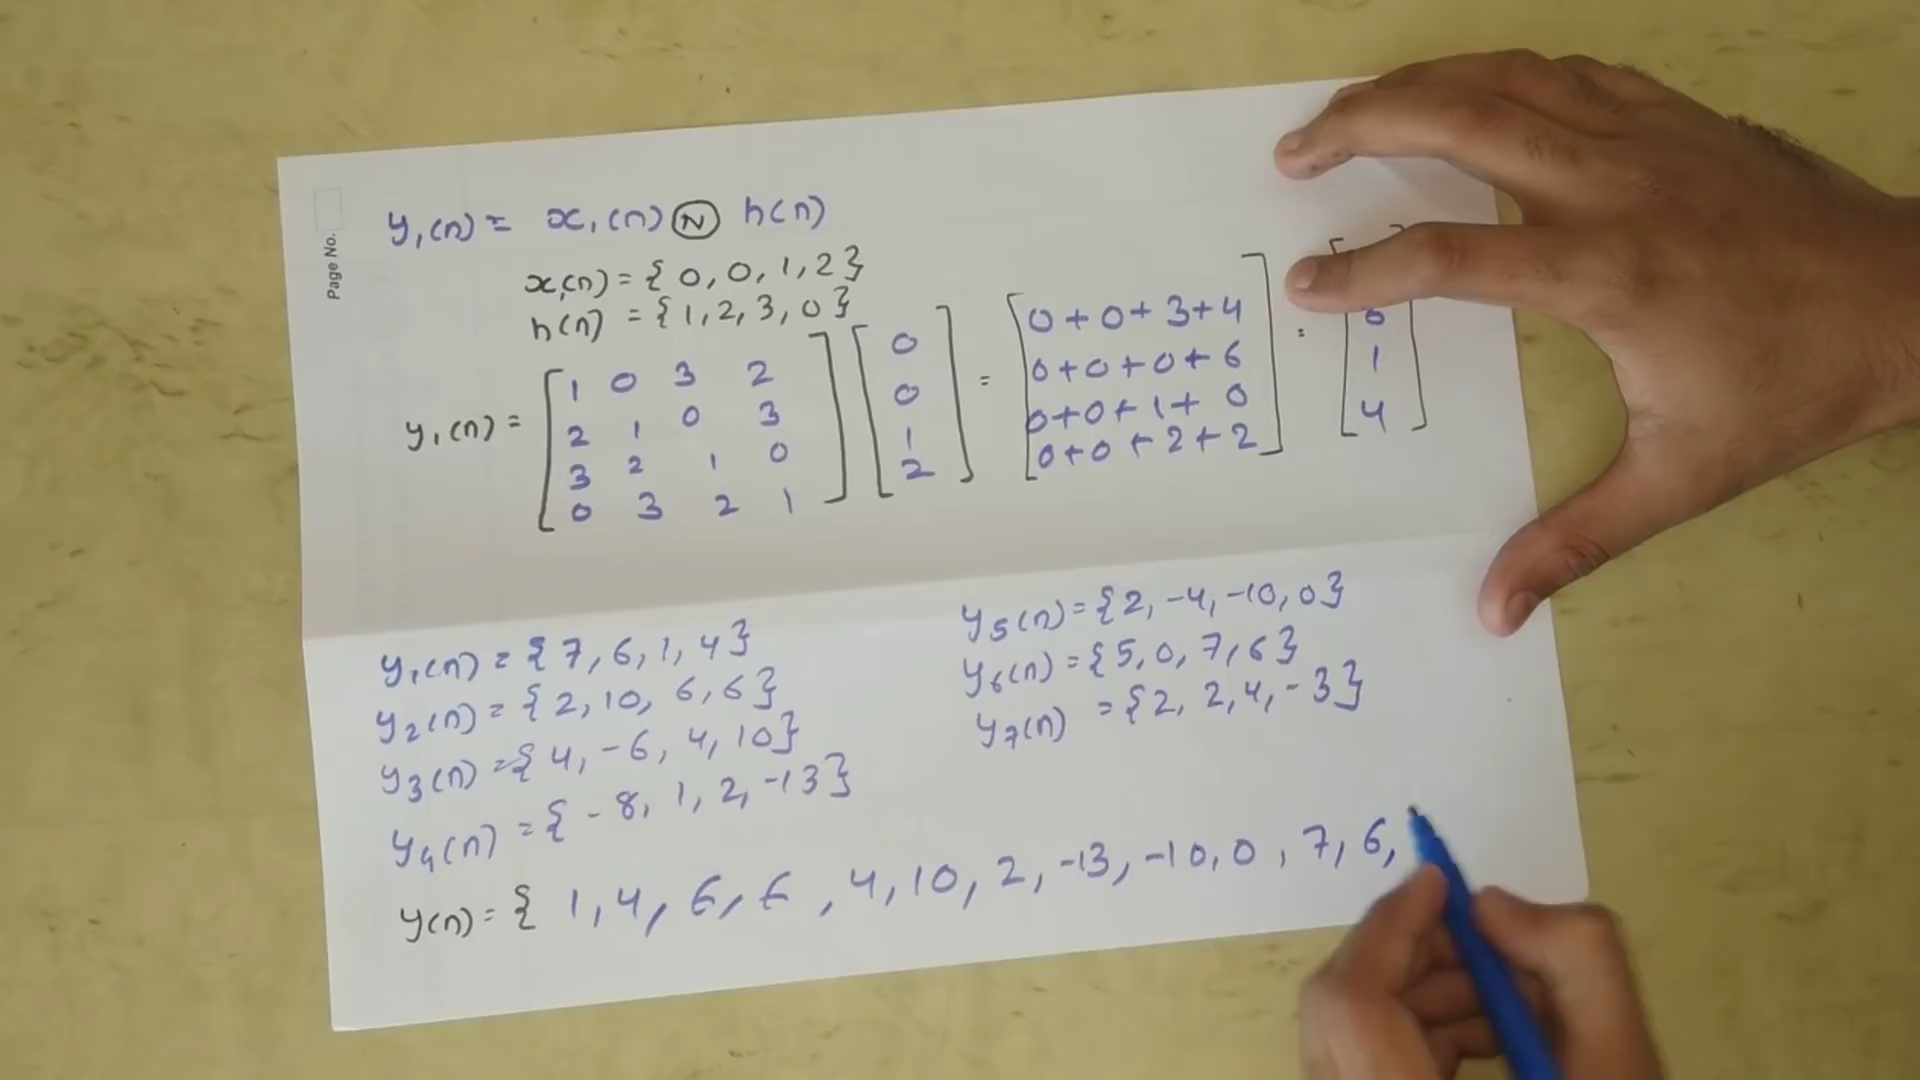 Page No.
y₁(n) = x₁(n) Ⓝ h(n)
x₁(n) = { 0, 0, 1, 2}
h(n) = {1, 2, 3, 0}
y₁(n) = [1 0 3 2] [0] = [0 + 0 + 3 + 4] =
[2 1 0 3] [0] [0 + 0 + 0 + 6] [6]
[3 2 1 0] [1] [0 + 0 + 1 + 0] [1]
[0 3 2 1] [2] [0 + 0 + 2 + 2] [4]
y₁(n) = {7, 6, 1, 4}
y₂(n) = {2, 10, 6, 6}
y₃(n) = {4, -6, 4, 10}
y₄(n) = {-8, 1, 2, -13}
y₅(n) = {2, -4, -10, 0}
y₆(n) = {5, 0, 7, 6}
y₇(n) = {2, 2, 4, -3}
y(n) = { 1, 4, 6, 6, 4, 10, 2, -13, -10, 0, 7, 6,